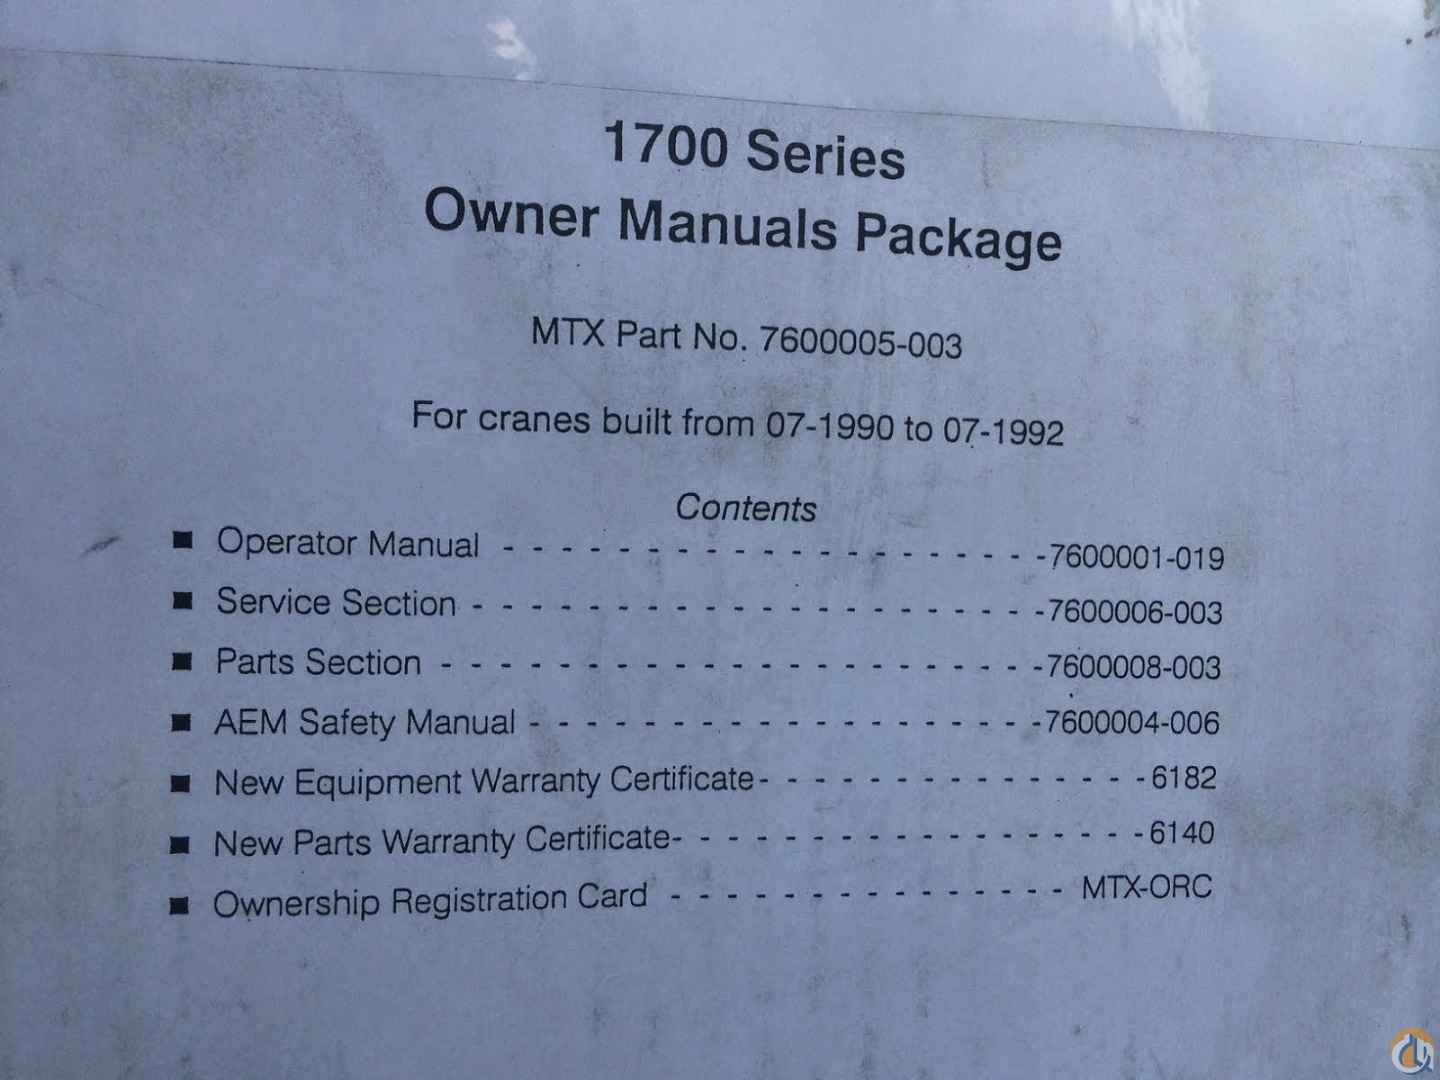 1700 Series
Owner Manuals Package
MTX Part No. 7600005-003
For cranes built from 07-1990 to 07-1992
Contents
■ Operator Manual - - - - - - - - - - - - - - - - - - -7600001-019
■ Service Section - - - - - - - - - - - - - - - - - - - -7600006-003
■ Parts Section - - - - - - - - - - - - - - - - - - - - -7600008-003
■ AEM Safety Manual - - - - - - - - - - - - - - - - - -7600004-006
■ New Equipment Warranty Certificate- - - - - - - - - - - - - -6182
■ New Parts Warranty Certificate- - - - - - - - - - - - - - - - -6140
■ Ownership Registration Card - - - - - - - - - - - - - - MTX-ORC